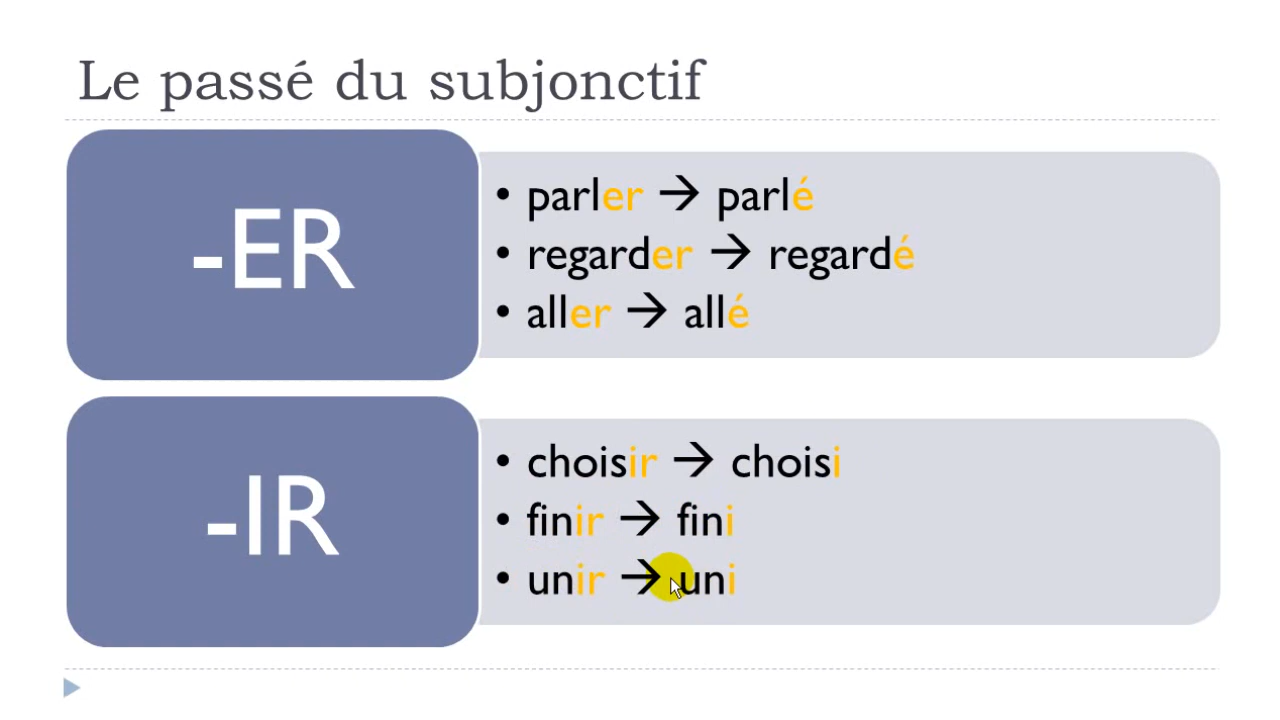 Le passé du subjonctif
-ER
• parler → parlé
• regarder → regardé
• aller → allé
-IR
• choisir → choisi
• finir → fini
• unir → uni